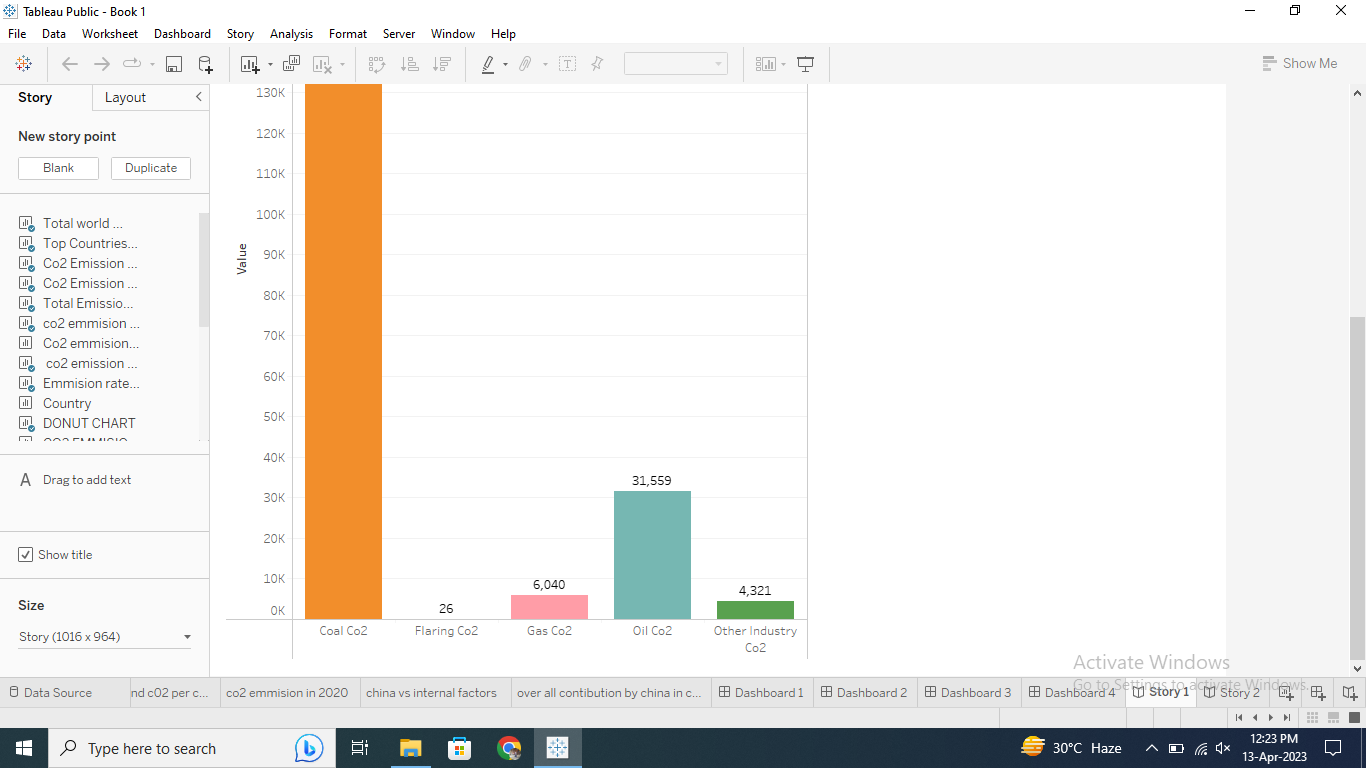 Tableau Public - Book 1
File Data Worksheet Dashboard Story Analysis Format Server Window Help
Show Me
Story Layout
New story point
Blank Duplicate
Total world ...
Top Countries...
Co2 Emission ...
Co2 Emission ...
Total Emissio...
co2 emmision ...
Co2 emmision...
co2 emission ...
Emmision rate...
Country
DONUT CHART
A Drag to add text
Show title
Size
Story (1016 x 964)
Value
130K
120K
110K
100K
90K
80K
70K
60K
50K
40K
30K
20K
10K
0K
26
6,040
31,559
4,321
Coal Co2
Flaring Co2
Gas Co2
Oil Co2
Other Industry
Co2
Activate Windows
Go to Settings to activate Windows.
Data Source nd c02 per c... co2 emmision in 2020 china vs internal factors over all contibution by china in c... Dashboard 1 Dashboard 2 Dashboard 3 Dashboard 4 Story 1 Story 2
Type here to search
30°C Haze
12:23 PM
13-Apr-2023